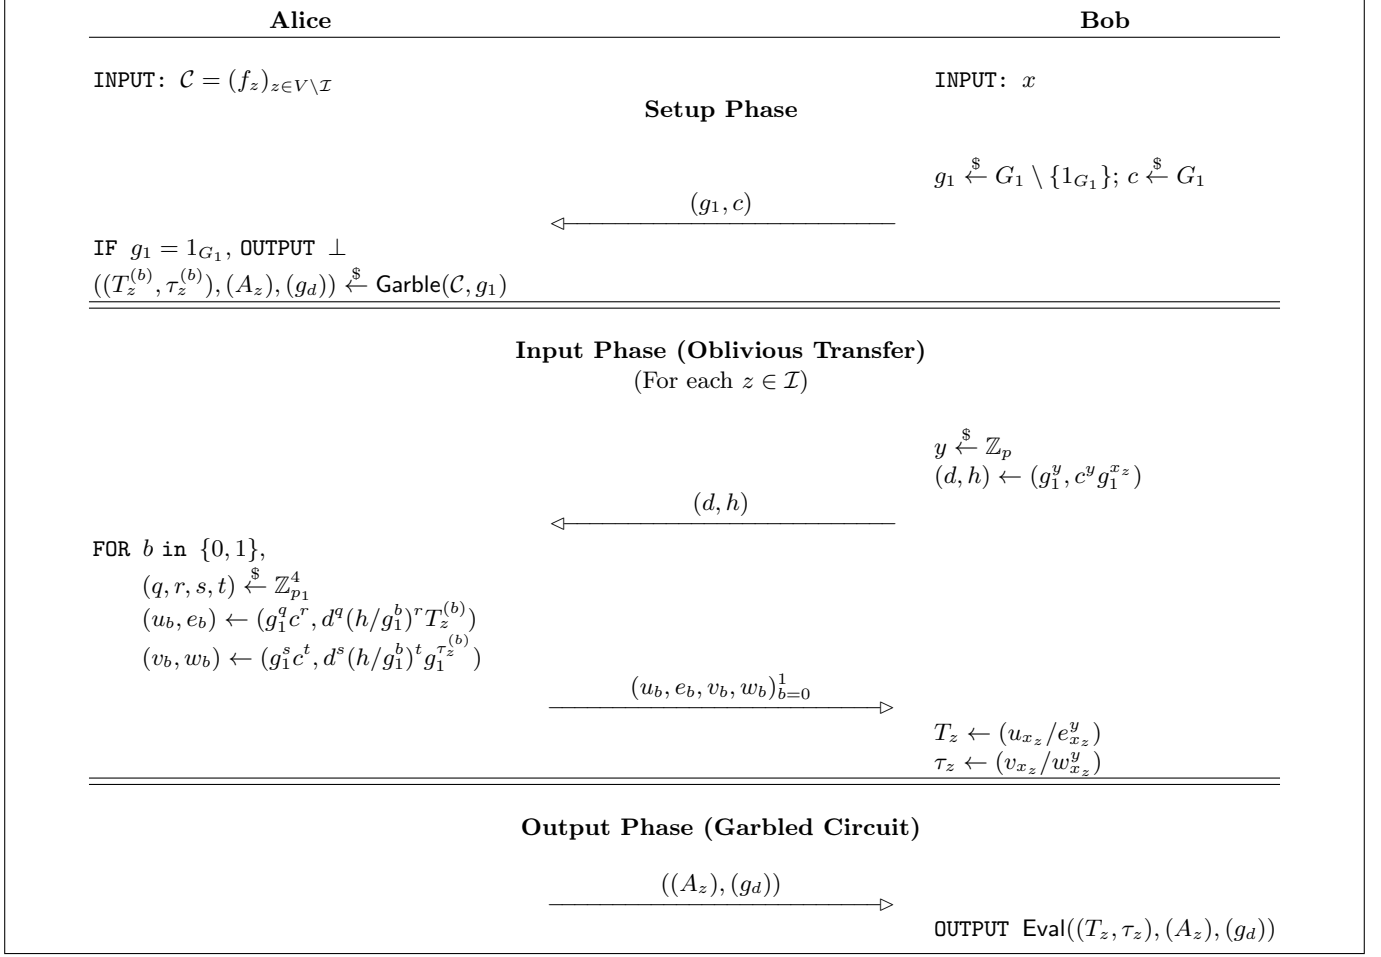 Alice Bob
INPUT: 𝒞 = (f_z)_{z∈V\ℐ} INPUT: x
Setup Phase
g_1 ←$ G_1 \ {1_{G_1}}; c ←$ G_1
(g_1, c)
IF g_1 = 1_{G_1}, OUTPUT ⊥
((T_z^{(b)}, τ_z^{(b)}), (A_z), (g_d)) ←$ Garble(𝒞, g_1)
Input Phase (Oblivious Transfer)
(For each z ∈ ℐ)
y ←$ ℤ_p
(d, h) ← (g_1^y, c^y g_1^{x_z})
(d, h)
FOR b in {0, 1},
(q, r, s, t) ←$ ℤ_{p_1}^4
(u_b, e_b) ← (g_1^q c^r, d^q (h/g_1^b)^r T_z^{(b)})
(v_b, w_b) ← (g_1^s c^t, d^s (h/g_1^b)^t g_1^{τ_z^{(b)}})
(u_b, e_b, v_b, w_b)_{b=0}^1
T_z ← (u_{x_z}/e_{x_z}^y)
τ_z ← (v_{x_z}/w_{x_z}^y)
Output Phase (Garbled Circuit)
((A_z), (g_d))
OUTPUT Eval((T_z, τ_z), (A_z), (g_d))